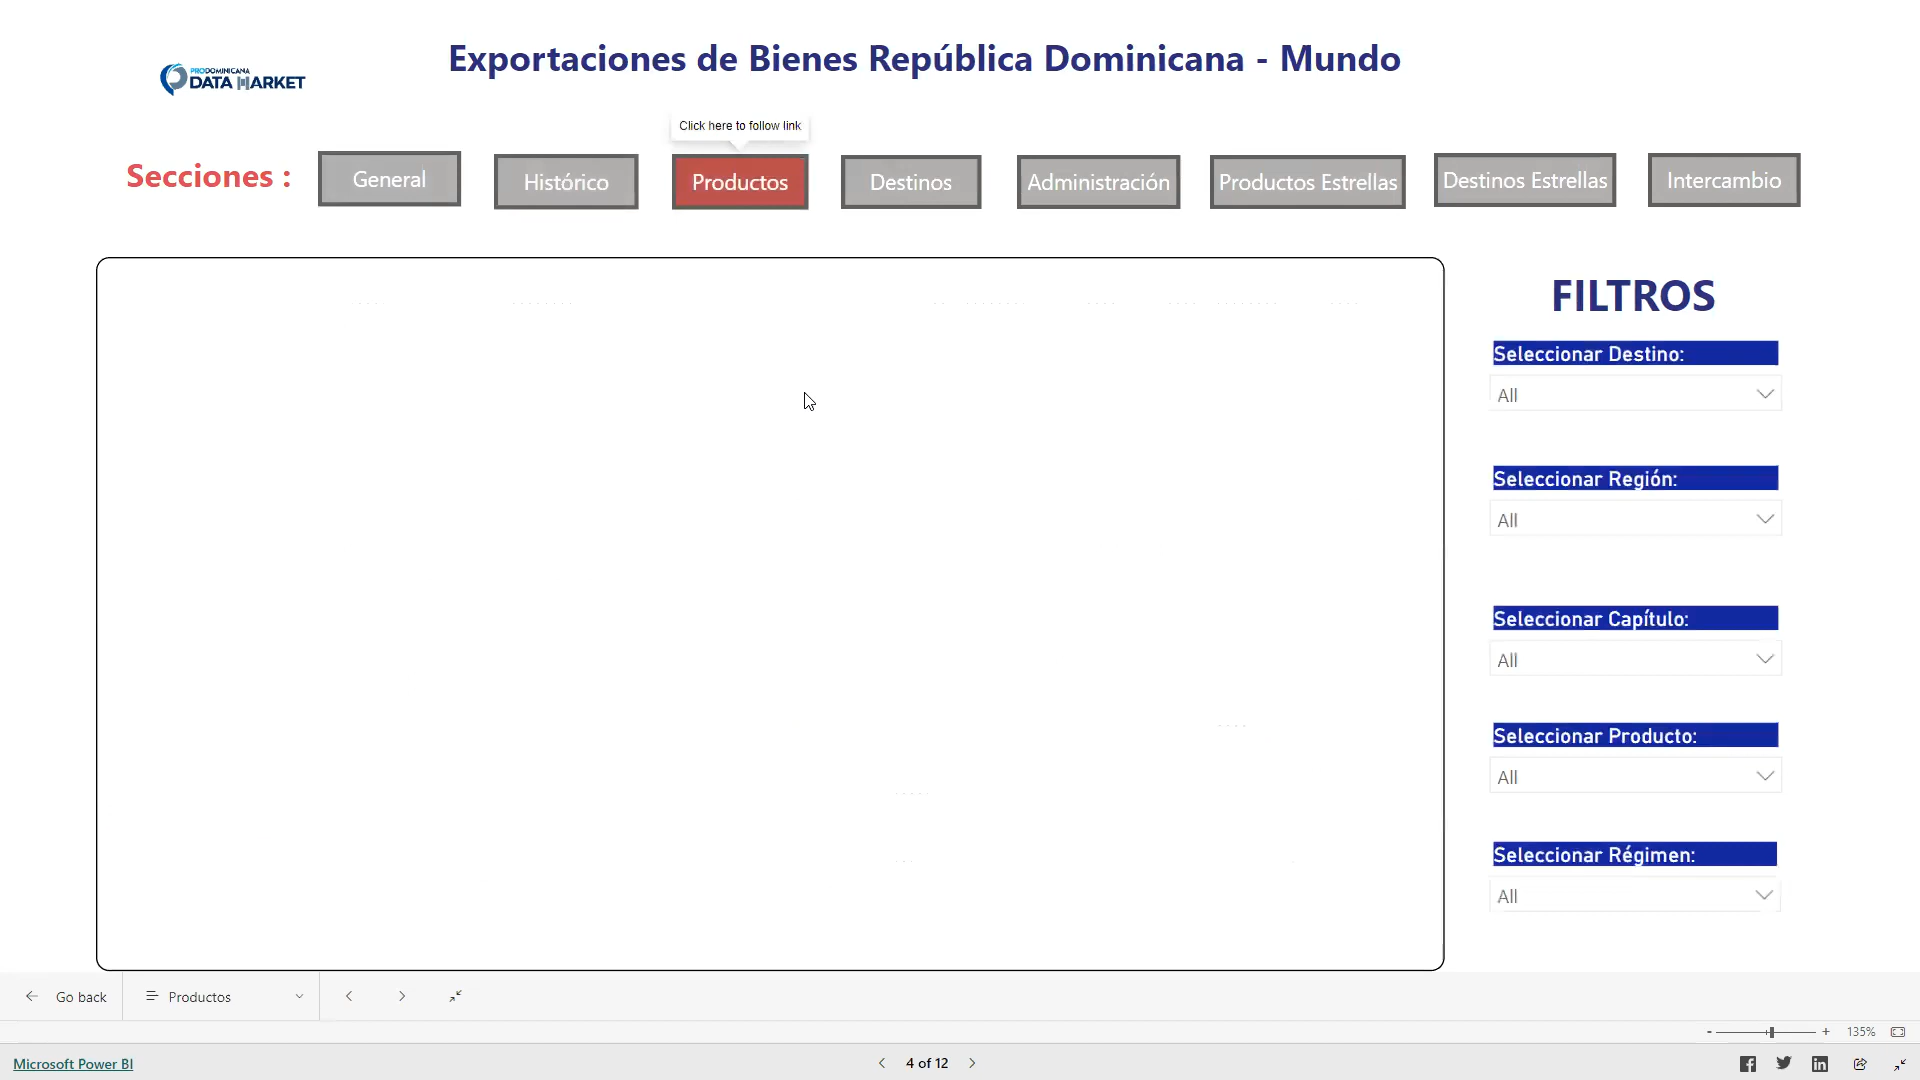 Exportaciones de Bienes República Dominicana - Mundo
PRODOMINICANA
DATA MARKET
Click here to follow link
Secciones :
General
Histórico
Productos
Destinos
Administración
Productos Estrellas
Destinos Estrellas
Intercambio
FILTROS
Seleccionar Destino:
All
Seleccionar Región:
All
Seleccionar Capítulo:
All
Seleccionar Producto:
All
Seleccionar Régimen:
All
Go back
Productos
- + 135%
Microsoft Power BI
4 of 12